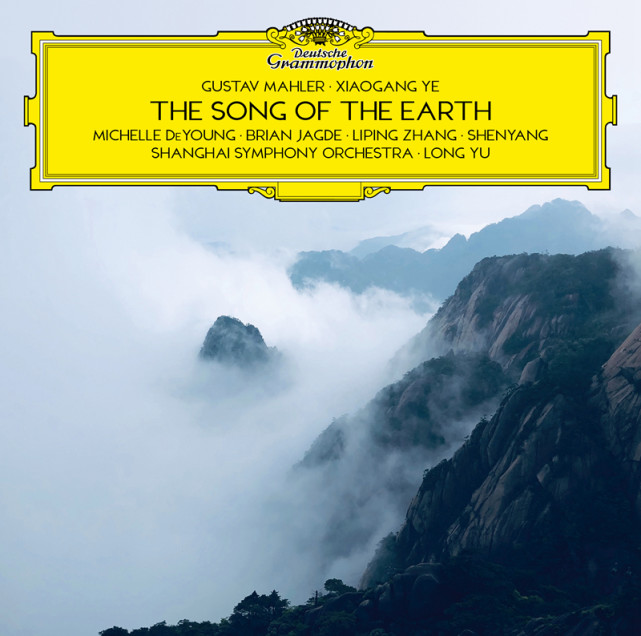 Deutsche
Grammophon
GUSTAV MAHLER · XIAOGANG YE
THE SONG OF THE EARTH
MICHELLE DEYOUNG · BRIAN JAGDE · LIPING ZHANG · SHENYANG
SHANGHAI SYMPHONY ORCHESTRA · LONG YU